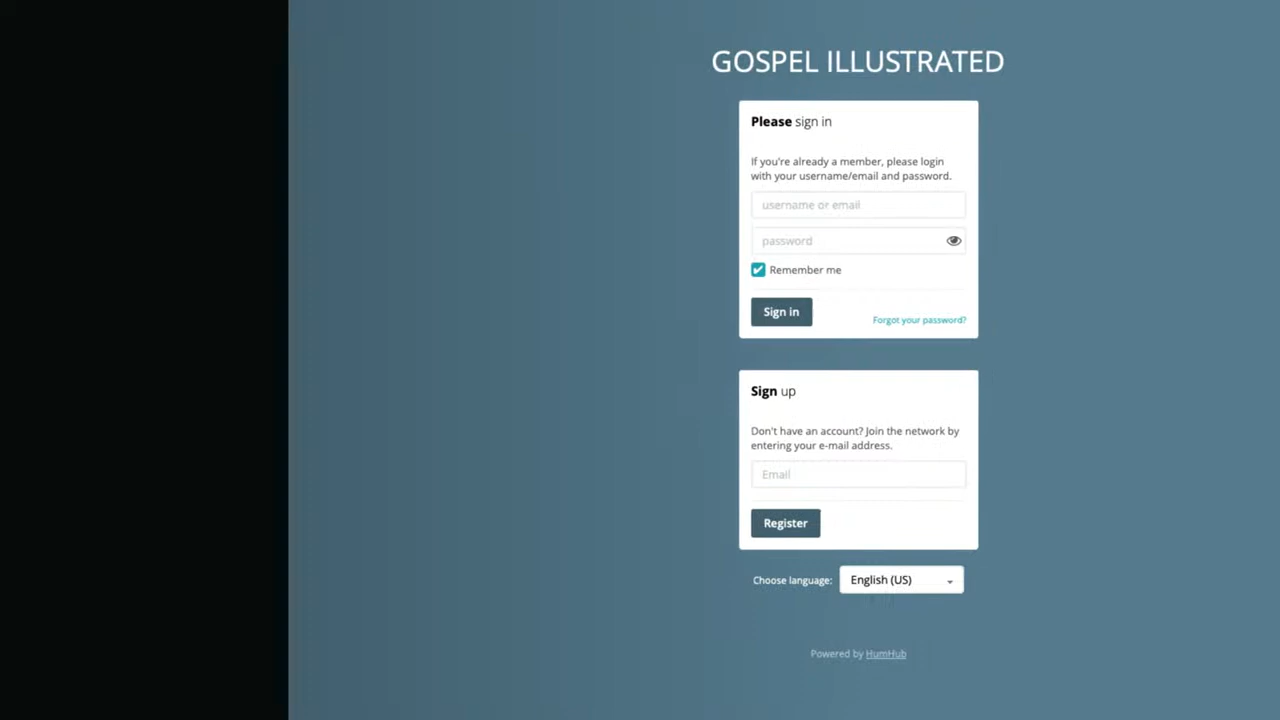 GOSPEL ILLUSTRATED
Please sign in
If you're already a member, please login
with your username/email and password.
username or email
password
Remember me
Sign in
Forgot your password?
Sign up
Don't have an account? Join the network by
entering your e-mail address.
Email
Register
Choose language: English (US)
Powered by HumHub